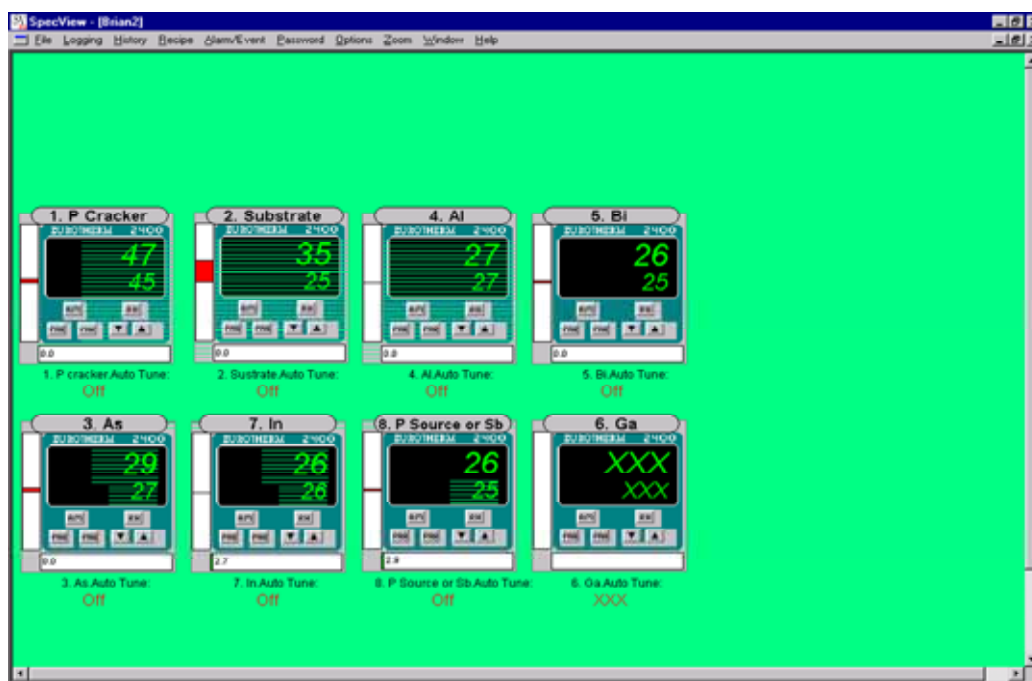 SpecView - [Brian2]
File Logging History Recipe Alarm/Event Password Options Zoom Window Help
1. P Cracker
EUROTHERM 2400
47
45
0.0
1. P cracker.Auto Tune:
Off
2. Substrate
EUROTHERM 2400
35
25
0.0
2. Sustrate.Auto Tune:
Off
4. Al
EUROTHERM 2400
27
27
0.0
4. Al.Auto Tune:
Off
5. Bi
EUROTHERM 2400
26
25
0.0
5. Bi.Auto Tune:
Off
3. As
EUROTHERM 2400
29
27
0.0
3. As.Auto Tune:
Off
7. In
EUROTHERM 2400
26
26
2.7
7. In.Auto Tune:
Off
8. P Source or Sb
EUROTHERM 2400
26
25
2.9
8. P Source or Sb.Auto Tune:
Off
6. Ga
EUROTHERM 2400
XXX
XXX
6. Ga.Auto Tune:
XXX